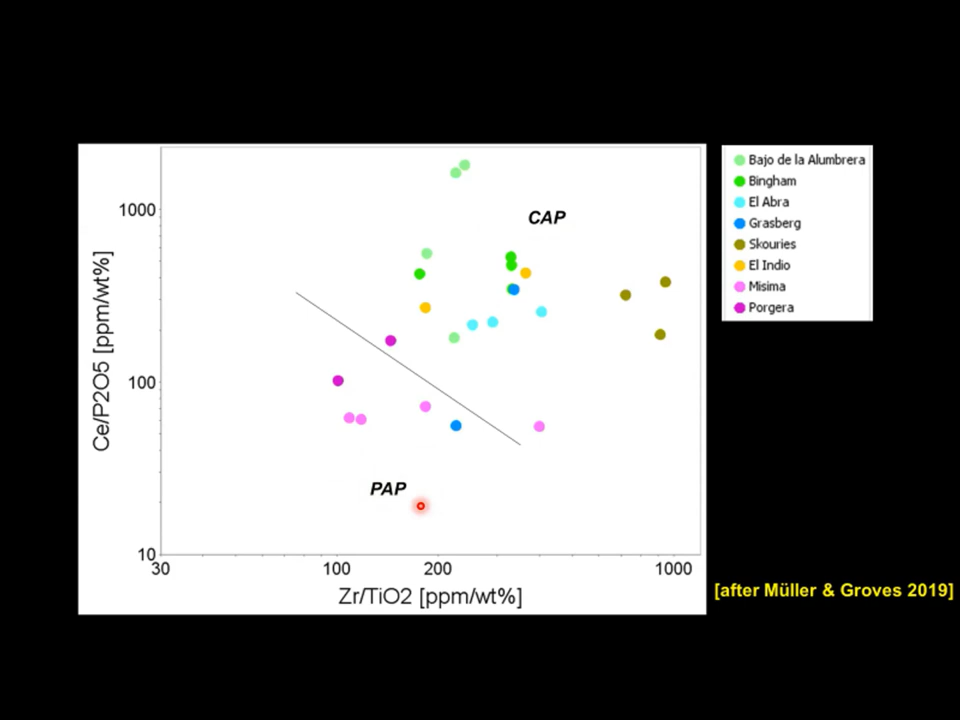 Bajo de la Alumbrera
Bingham
El Abra
Grasberg
Skouries
El Indio
Misima
Porgera
1000
CAP
Ce/P2O5 [ppm/wt%]
100
PAP
10
30
100
200
1000
Zr/TiO2 [ppm/wt%]
[after Müller & Groves 2019]